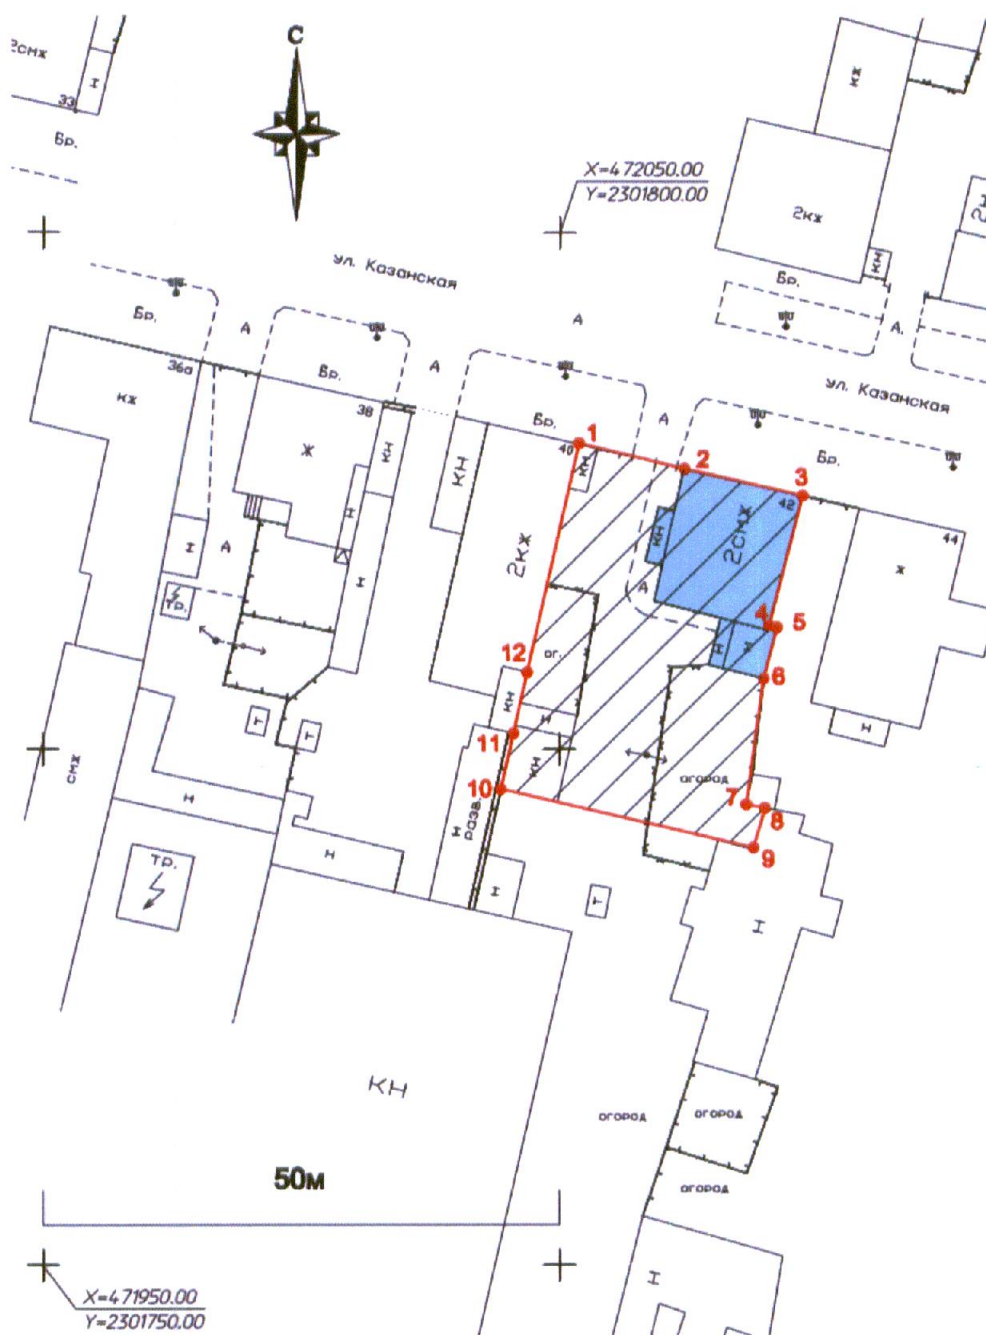 С
2смж
33
Бр.
Х=472050.00
Y=2301800.00
кж
2кж
КН
Бр.
А.
ул. Казанская
Бр.
А
36а
Бр.
А
А
38
кж
Ж
КН
Н
Н
А
тр.
ул. Казанская
Бр.
А
Бр.
1
2
3
40
42
44
КН
КН
2кж
КН
2смж
ж
А
4
5
Н
Н
6
ог.
12
КН
Н
11
КН
10
огород
7
8
9
Н
разв.
Н
Т
Т
смж
Н
Н
тр.
Н
Т
Н
КН
огород
огород
огород
Н
50м
Х=471950.00
Y=2301750.00